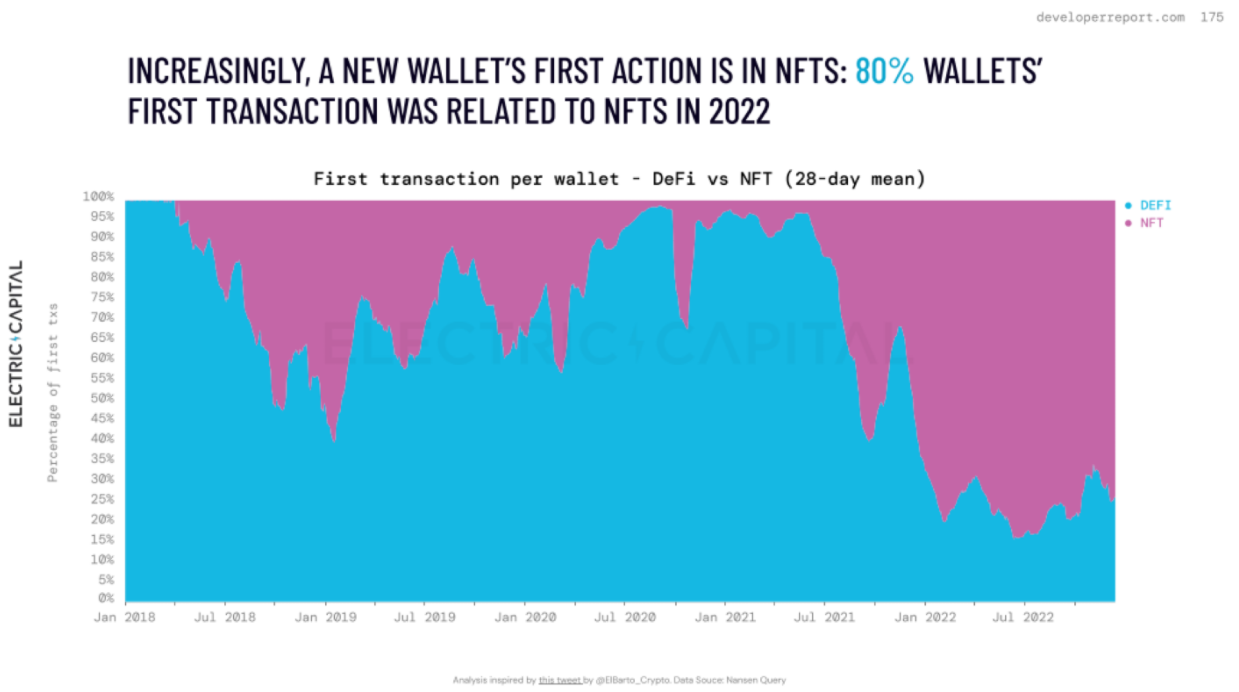 developerreport.com 175
INCREASINGLY, A NEW WALLET'S FIRST ACTION IS IN NFTS: 80% WALLETS'
FIRST TRANSACTION WAS RELATED TO NFTS IN 2022
First transaction per wallet - DeFi vs NFT (28-day mean)
DEFI
NFT
ELECTRIC CAPITAL
Percentage of first txs
100%
95%
90%
85%
80%
75%
70%
65%
60%
55%
50%
45%
40%
35%
30%
25%
20%
15%
10%
5%
0%
ELECTRIC CAPITAL
Jan 2018 Jul 2018 Jan 2019 Jul 2019 Jan 2020 Jul 2020 Jan 2021 Jul 2021 Jan 2022 Jul 2022
Analysis inspired by this tweet by @ElBarto_Crypto. Data Souce: Nansen Query